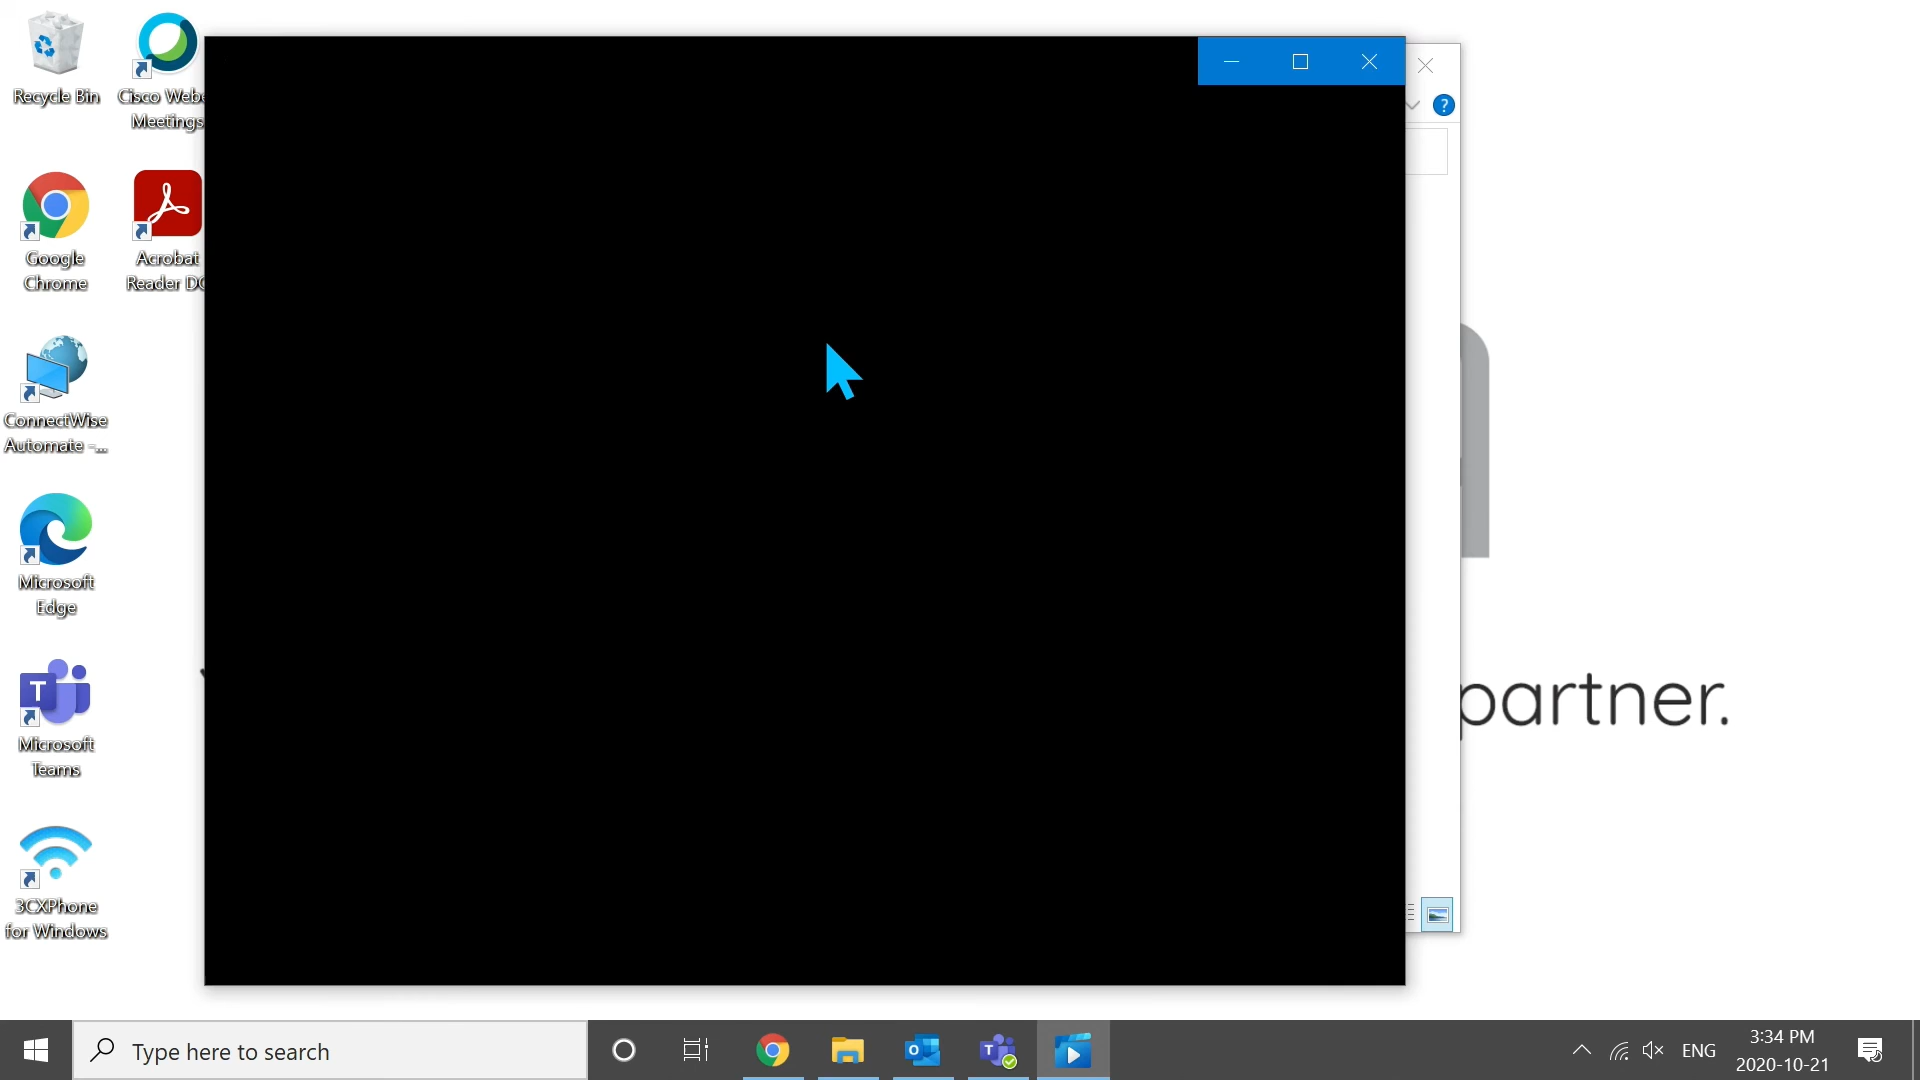 Recycle Bin
Cisco Webe
Meetings
Google
Chrome
Acrobat
Reader DC
ConnectWise
Automate -...
Microsoft
Edge
T
Microsoft
Teams
3CXPhone
for Windows
?
partner.
Type here to search
O
T
ENG
3:34 PM
2020-10-21